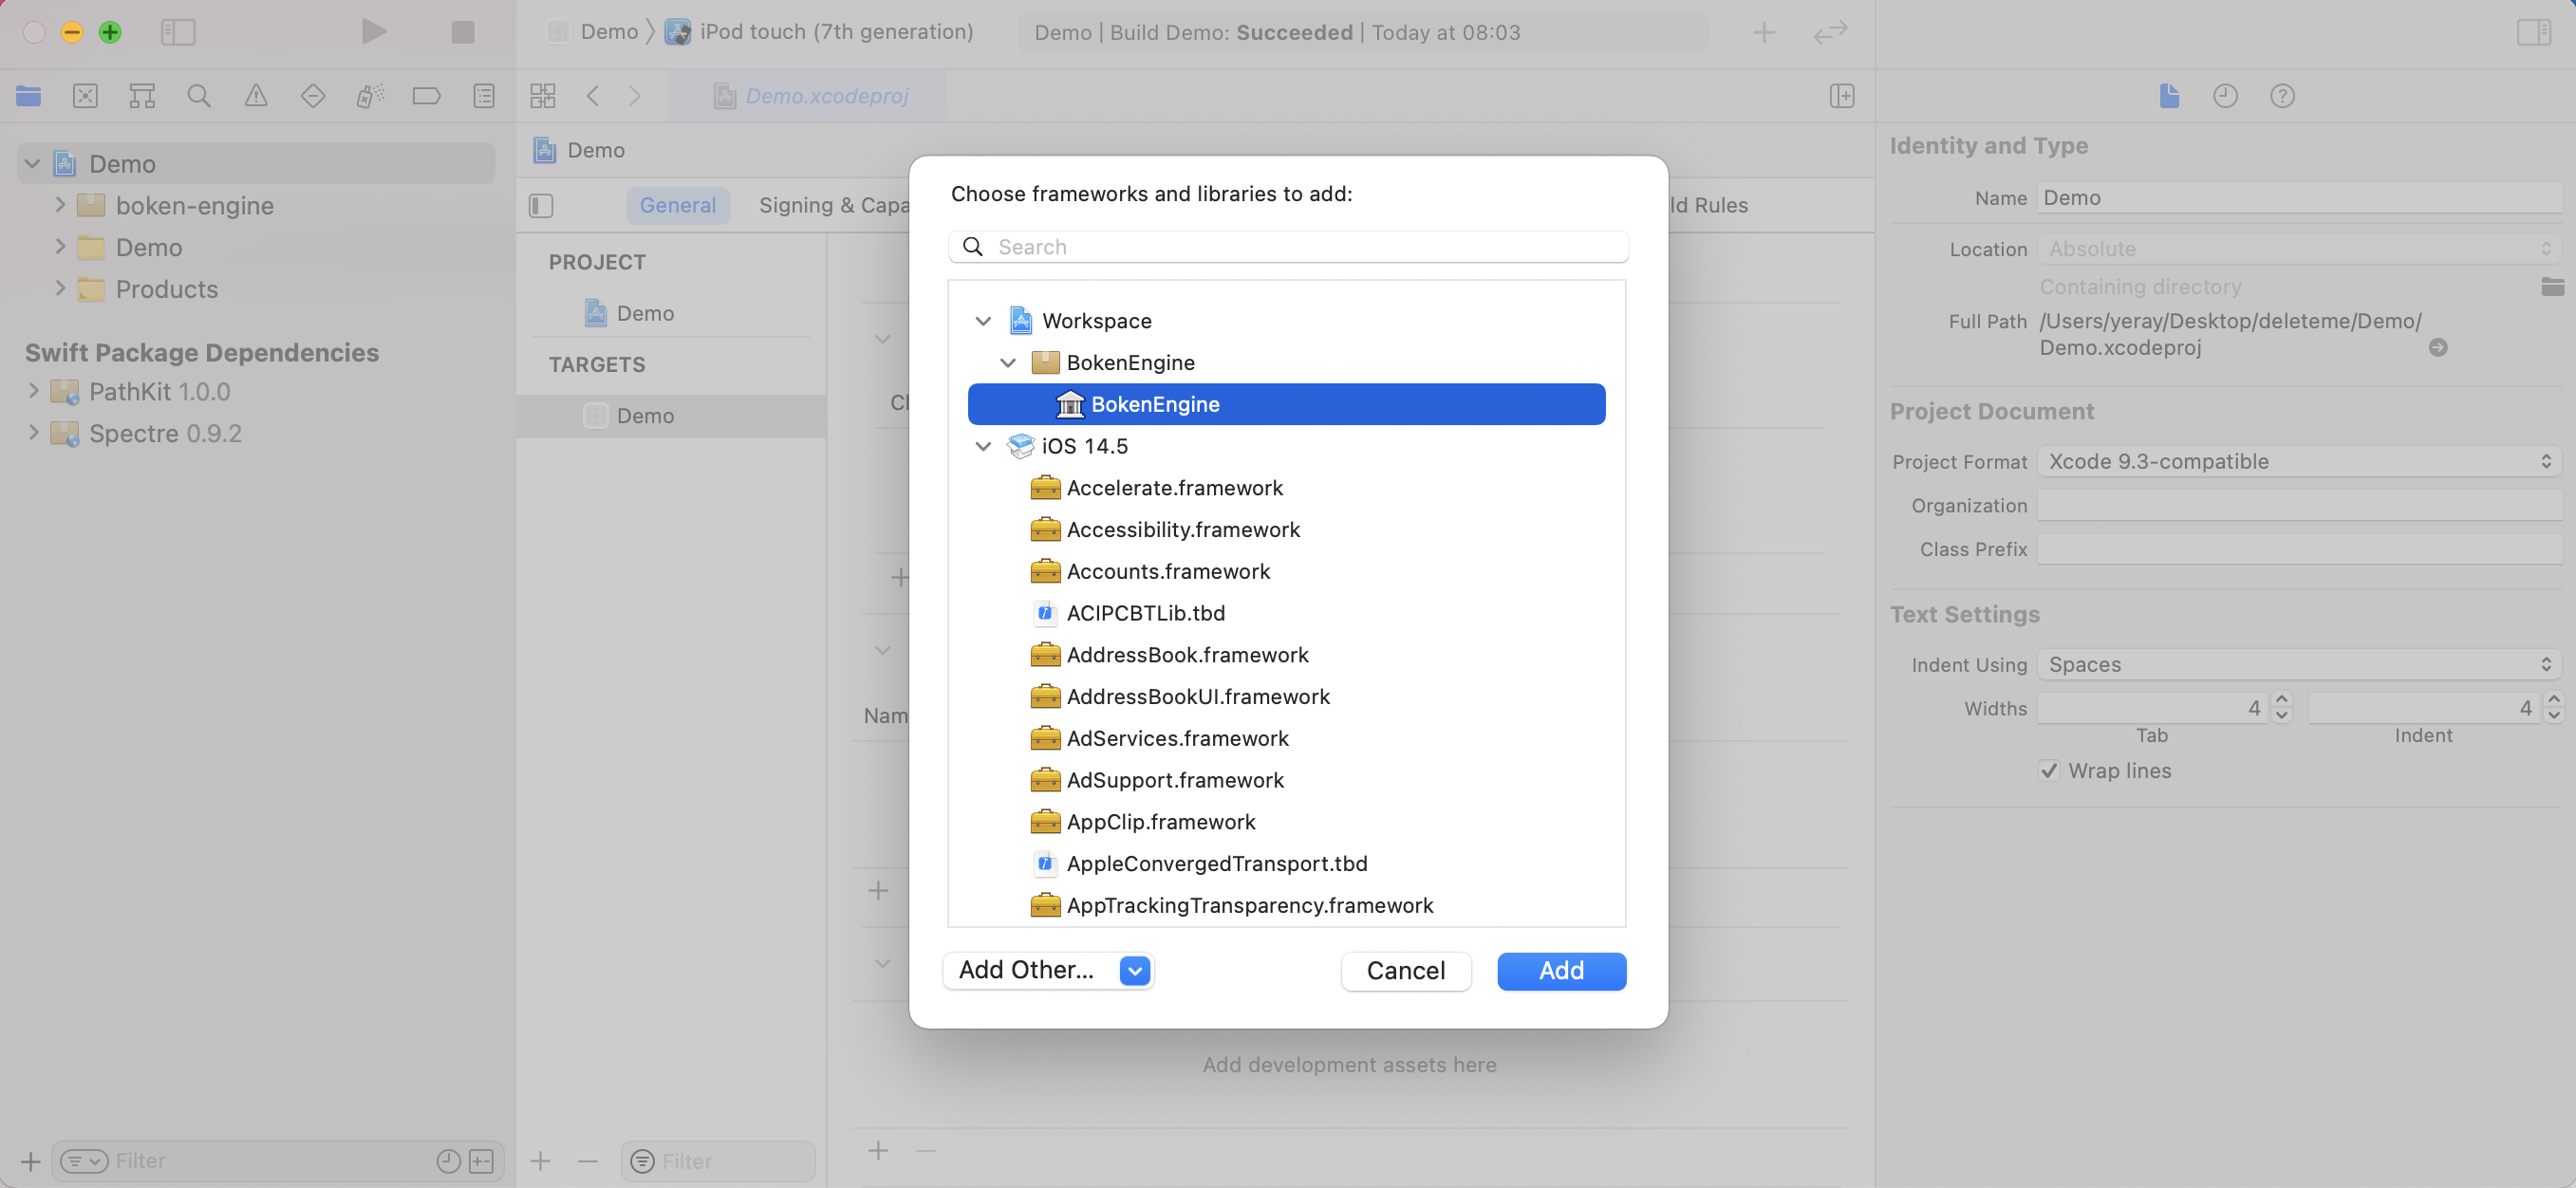 Demo
iPod touch (7th generation)
Demo | Build Demo: Succeeded | Today at 08:03
Demo.xcodeproj
Demo
boken-engine
Demo
Products
Swift Package Dependencies
PathKit 1.0.0
Spectre 0.9.2
Filter
Demo
General
Signing & Capa
ld Rules
PROJECT
Demo
TARGETS
Demo
Filter
Nam
Add development assets here
Choose frameworks and libraries to add:
Search
Workspace
BokenEngine
BokenEngine
iOS 14.5
Accelerate.framework
Accessibility.framework
Accounts.framework
ACIPCBTLib.tbd
AddressBook.framework
AddressBookUI.framework
AdServices.framework
AdSupport.framework
AppClip.framework
AppleConvergedTransport.tbd
AppTrackingTransparency.framework
Add Other...
Cancel
Add
Identity and Type
Name Demo
Location Absolute
Containing directory
Full Path /Users/yeray/Desktop/deleteme/Demo/
Demo.xcodeproj
Project Document
Project Format Xcode 9.3-compatible
Organization
Class Prefix
Text Settings
Indent Using Spaces
Widths 4 4
Tab Indent
Wrap lines